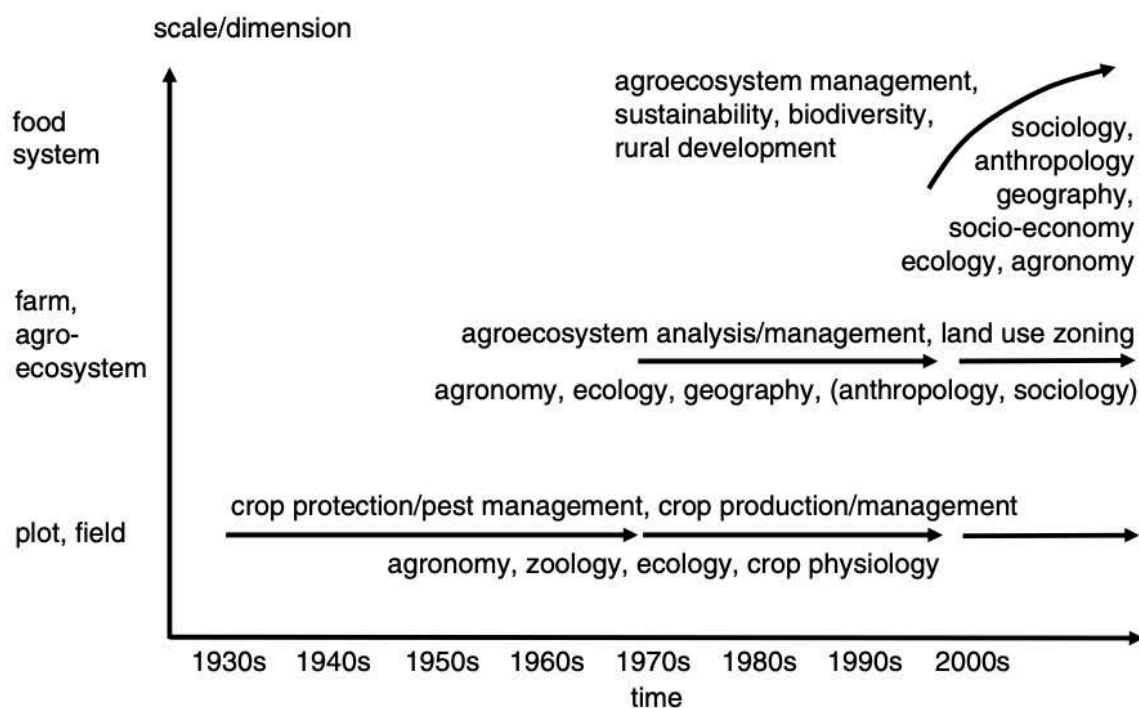 scale/dimension
food
system
agroecosystem management,
sustainability, biodiversity,
rural development
sociology,
anthropology
geography,
socio-economy
ecology, agronomy
farm,
agro-
ecosystem
agroecosystem analysis/management, land use zoning
agronomy, ecology, geography, (anthropology, sociology)
plot, field
crop protection/pest management, crop production/management
agronomy, zoology, ecology, crop physiology
1930s 1940s 1950s 1960s 1970s 1980s 1990s 2000s
time